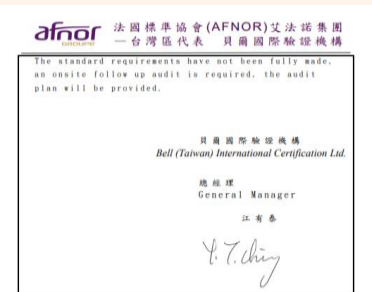 afnor 法國標準協會(AFNOR)艾法諾集團
GROUPE 一台灣區代表 貝爾國際驗證機構
The standard requirements have not been fully made,
an onsite follow up audit is required, the audit
plan will be provided.
貝爾國際驗證機構
Bell (Taiwan) International Certification Ltd.
總經理
General Manager
江有泰
Y. T. Ching